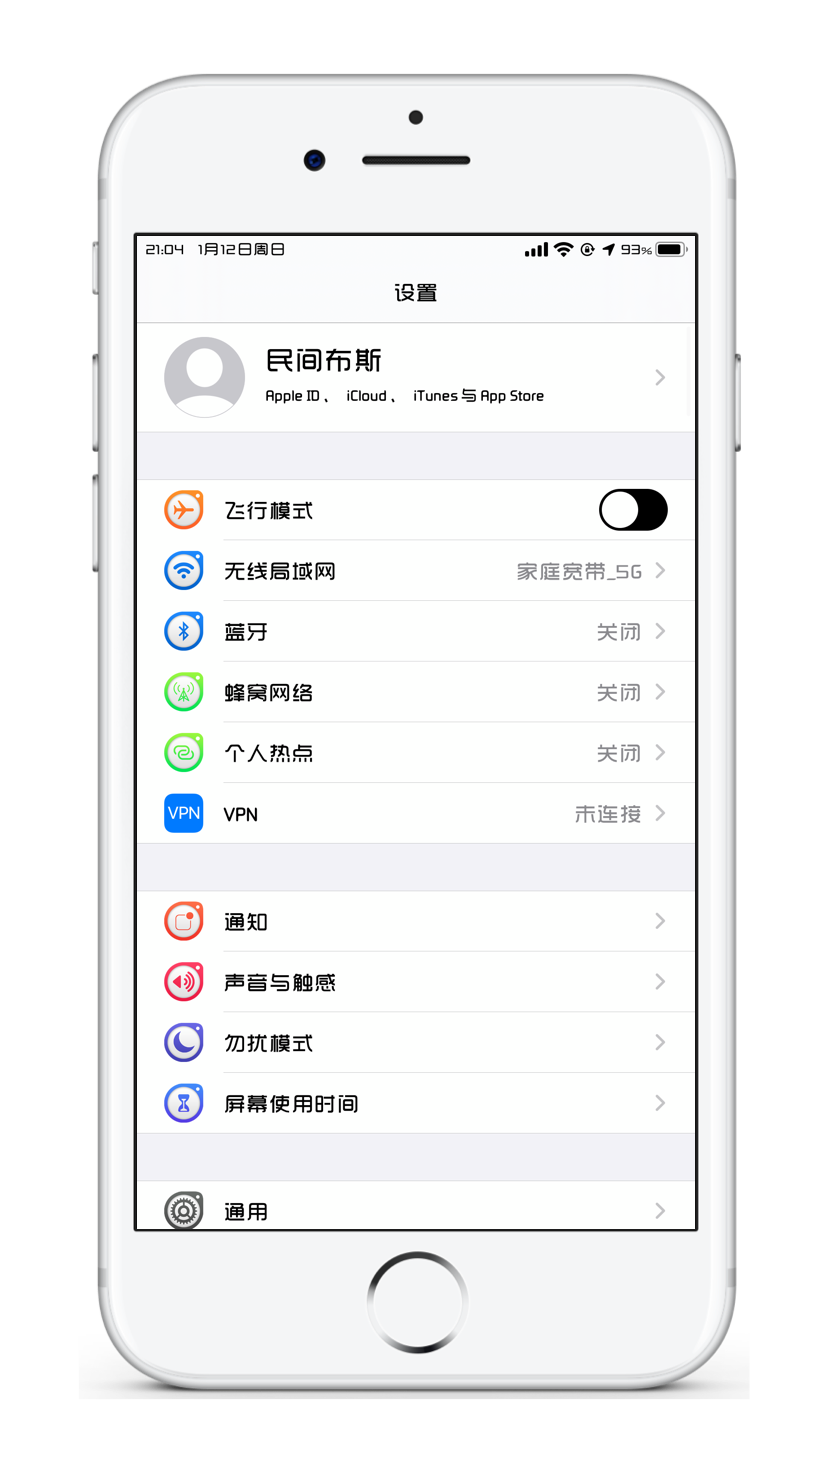 21:04 1月12日周日 93%
设置
民间布斯
Apple ID、 iCloud、 iTunes 与 App Store
飞行模式
无线局域网 家庭宽带_5G
蓝牙 关闭
蜂窝网络 关闭
个人热点 关闭
VPN VPN 未连接
通知
声音与触感
勿扰模式
屏幕使用时间
通用